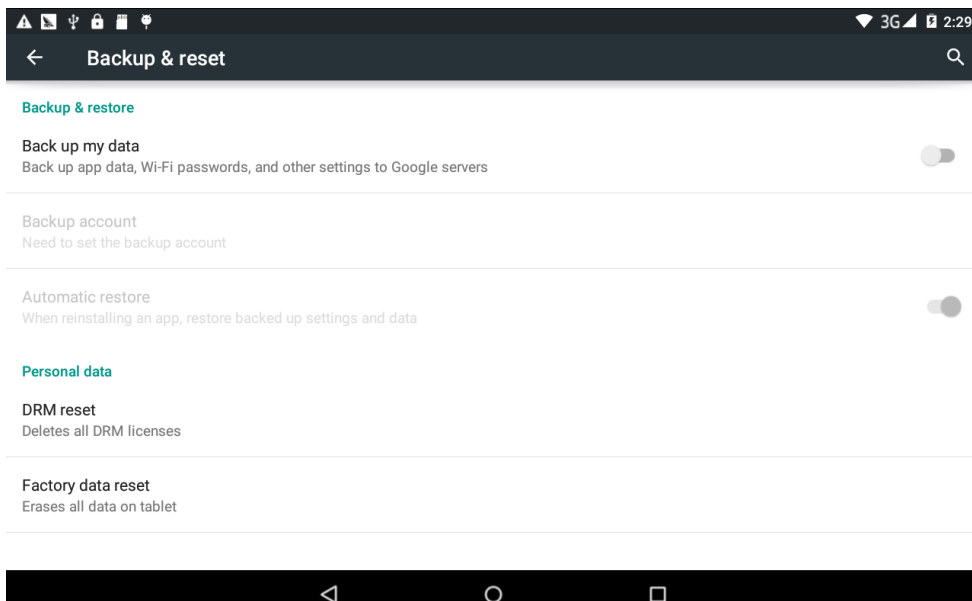 3G 2:29
Backup & reset
Backup & restore
Back up my data
Back up app data, Wi-Fi passwords, and other settings to Google servers
Backup account
Need to set the backup account
Automatic restore
When reinstalling an app, restore backed up settings and data
Personal data
DRM reset
Deletes all DRM licenses
Factory data reset
Erases all data on tablet